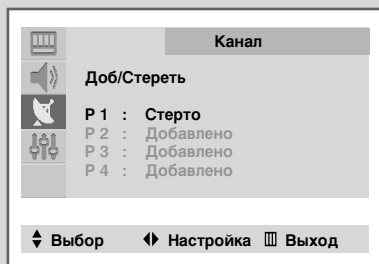 Канал
Доб/Стереть
P 1 : Стерто
P 2 : Добавлено
P 3 : Добавлено
P 4 : Добавлено
Выбор Настройка Выход